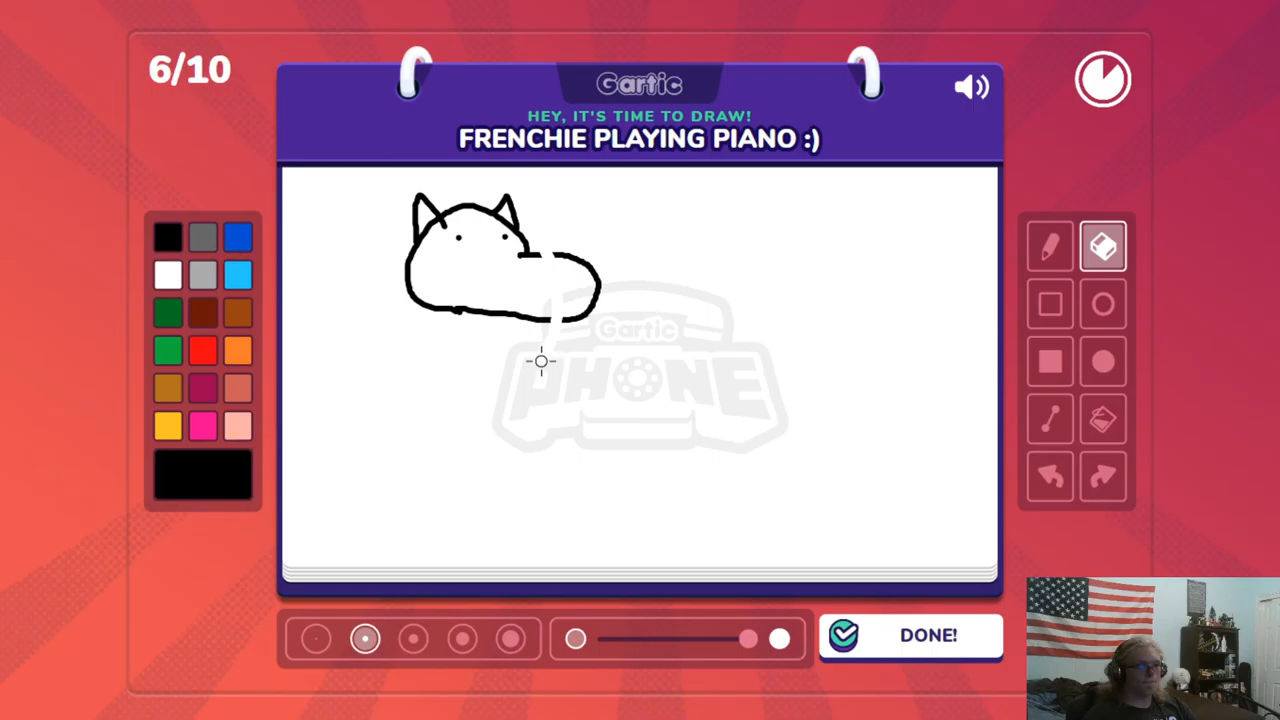 6/10
Gartic
HEY, IT'S TIME TO DRAW!
FRENCHIE PLAYING PIANO :)
Gartic
PHONE
DONE!